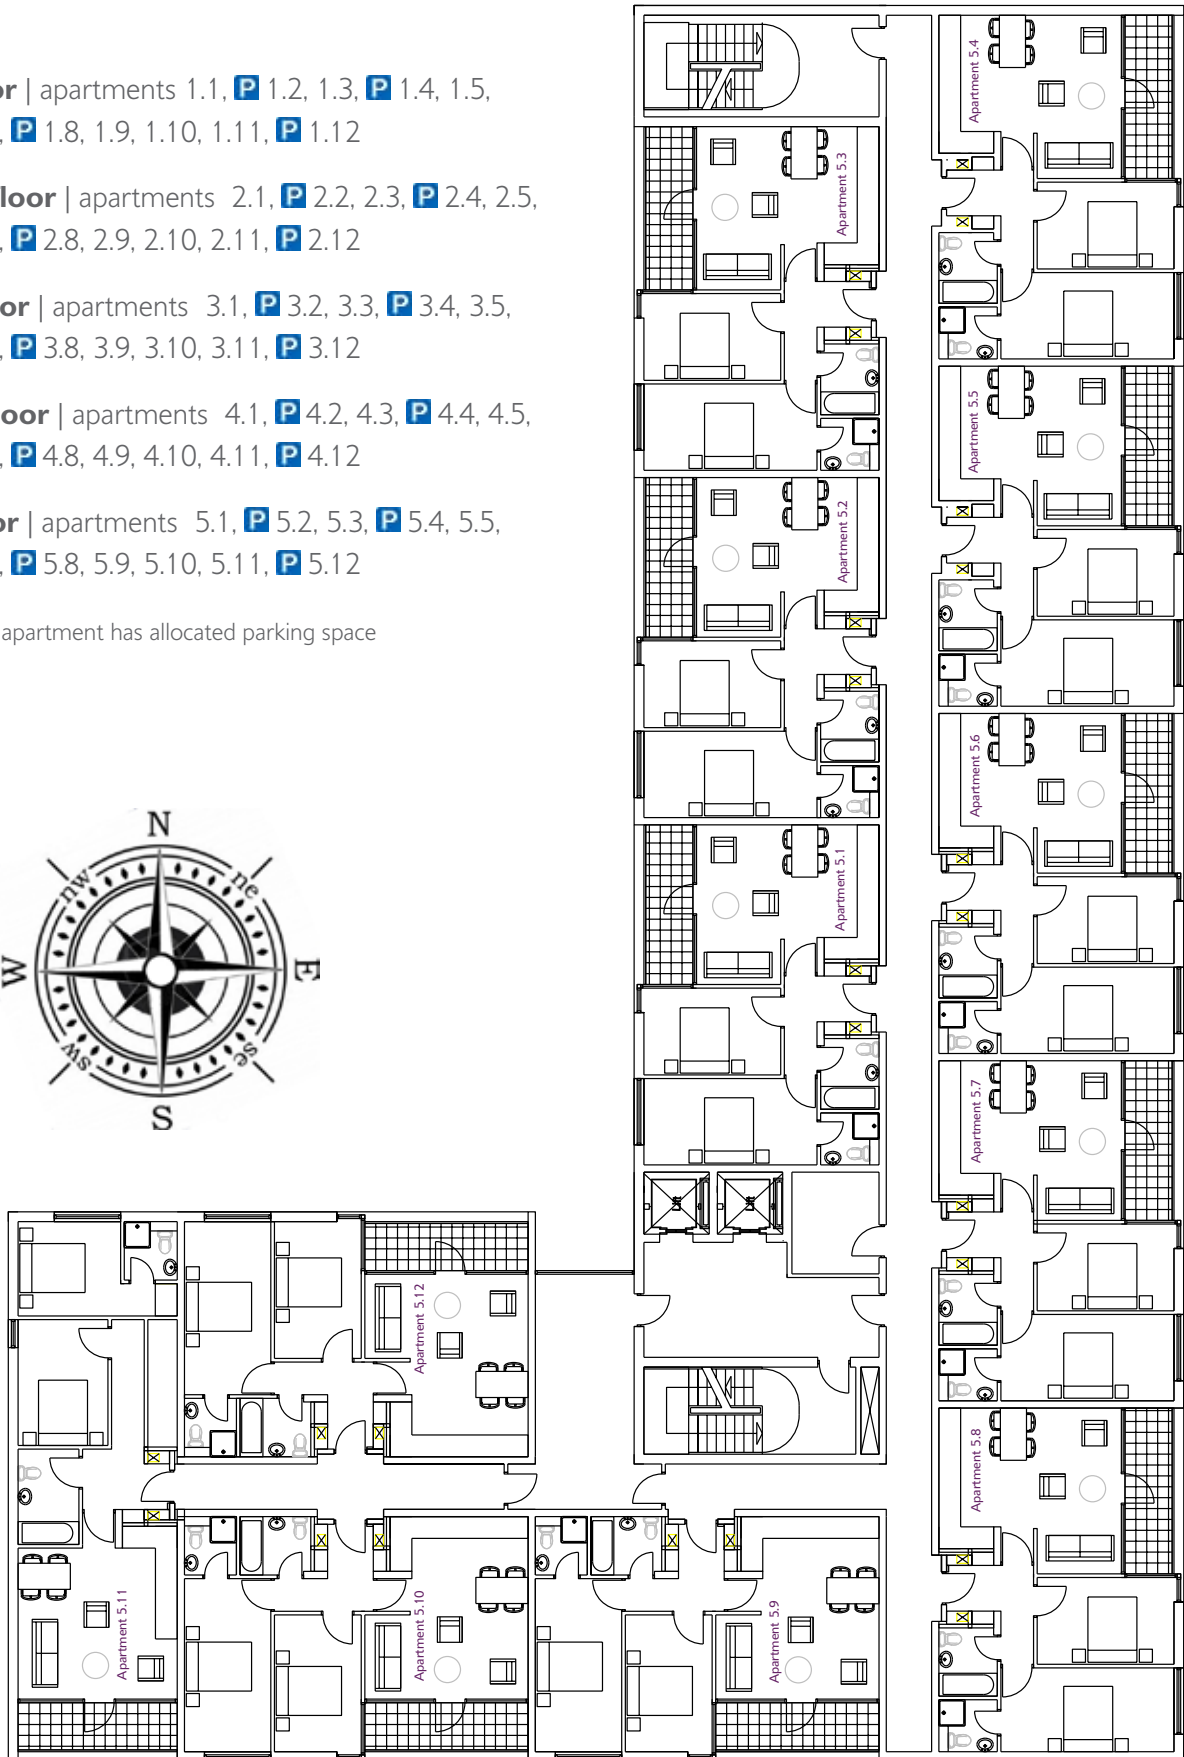 or | apartments 1.1, P 1.2, 1.3, P 1.4, 1.5,
, P 1.8, 1.9, 1.10, 1.11, P 1.12
loor | apartments 2.1, P 2.2, 2.3, P 2.4, 2.5,
, P 2.8, 2.9, 2.10, 2.11, P 2.12
or | apartments 3.1, P 3.2, 3.3, P 3.4, 3.5,
, P 3.8, 3.9, 3.10, 3.11, P 3.12
oor | apartments 4.1, P 4.2, 4.3, P 4.4, 4.5,
, P 4.8, 4.9, 4.10, 4.11, P 4.12
or | apartments 5.1, P 5.2, 5.3, P 5.4, 5.5,
, P 5.8, 5.9, 5.10, 5.11, P 5.12
apartment has allocated parking space
N
nw
ne
W
E
sw
se
S
Apartment 5.4
Apartment 5.3
Apartment 5.5
Apartment 5.2
Apartment 5.6
Apartment 5.1
Apartment 5.7
Lift
Lift
Apartment 5.12
Apartment 5.8
Apartment 5.11
Apartment 5.10
Apartment 5.9